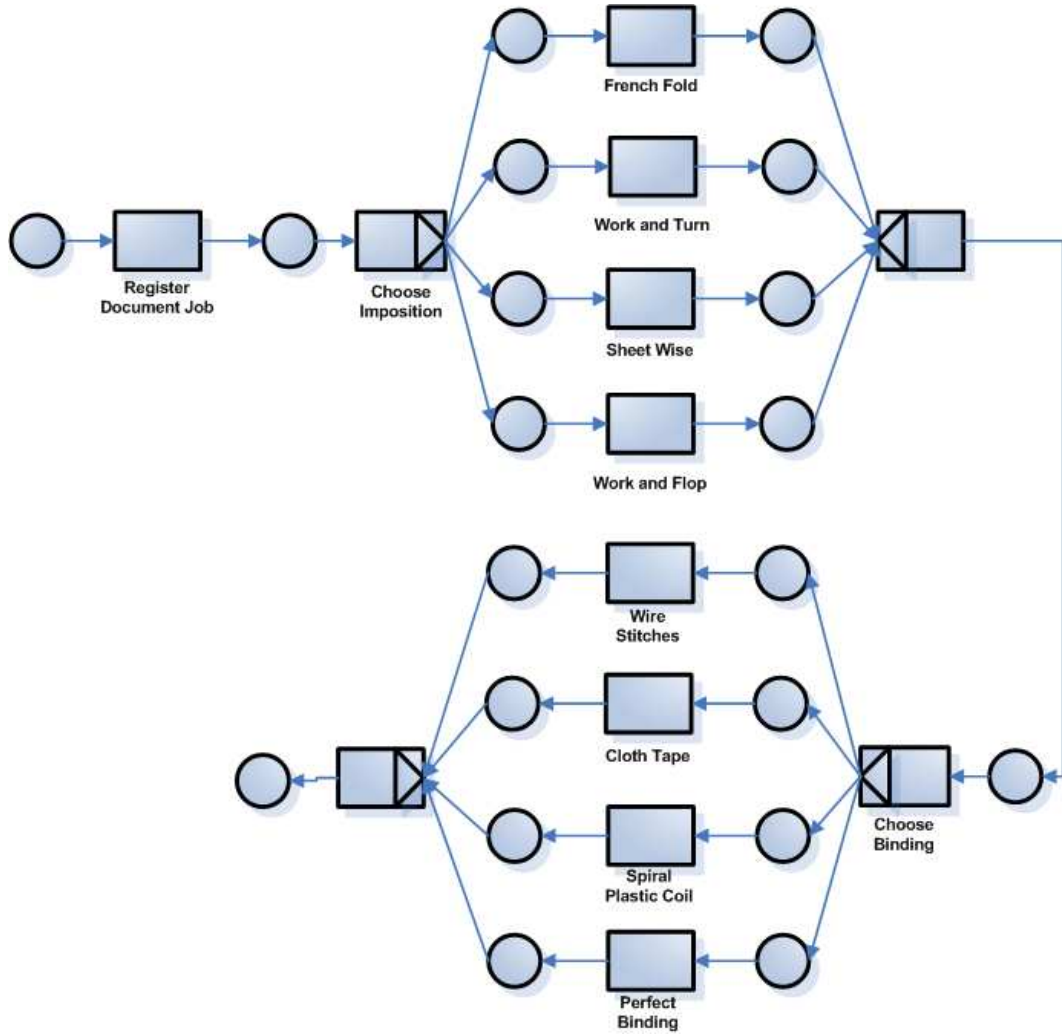 French Fold
Work and Turn
Register
Document Job
Choose
Imposition
Sheet Wise
Work and Flop
Wire
Stitches
Cloth Tape
Choose
Binding
Spiral
Plastic Coil
Perfect
Binding